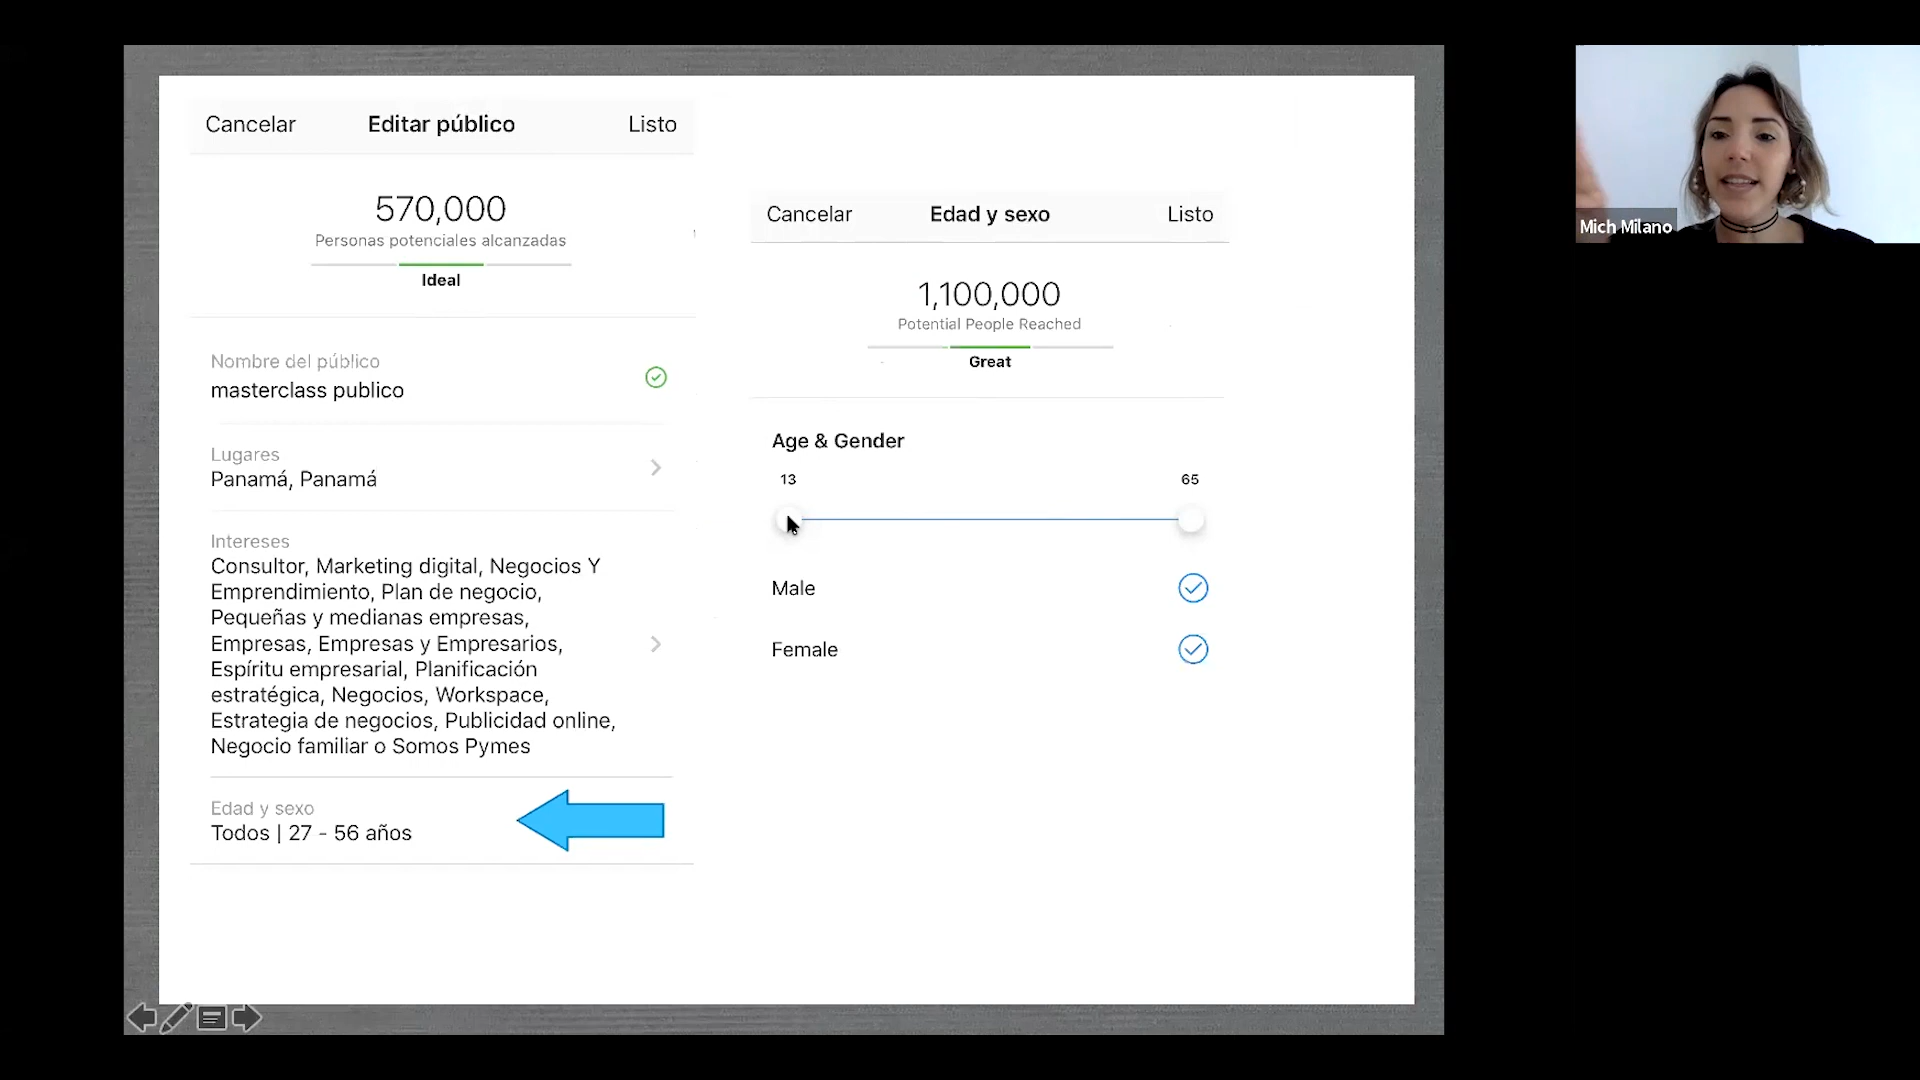 Cancelar Editar público Listo
570,000
Personas potenciales alcanzadas
Ideal
Nombre del público
masterclass publico
Lugares
Panamá, Panamá
Intereses
Consultor, Marketing digital, Negocios Y
Emprendimiento, Plan de negocio,
Pequeñas y medianas empresas,
Empresas, Empresas y Empresarios,
Espíritu empresarial, Planificación
estratégica, Negocios, Workspace,
Estrategia de negocios, Publicidad online,
Negocio familiar o Somos Pymes
Edad y sexo
Todos | 27 - 56 años
Cancelar Edad y sexo Listo
1,100,000
Potential People Reached
Great
Age & Gender
13 65
Male
Female
Mich Milano